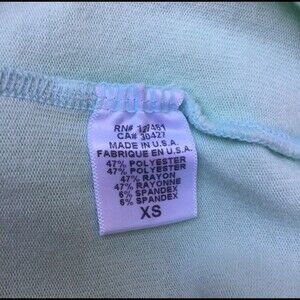 CA# 30427
MADE IN U.S.A.
FABRIQUE EN U.S.A.
47% POLYESTER
47% POLYESTER
47% RAYON
47% RAYONNE
6% SPANDEX
6% SPANDEX
XS